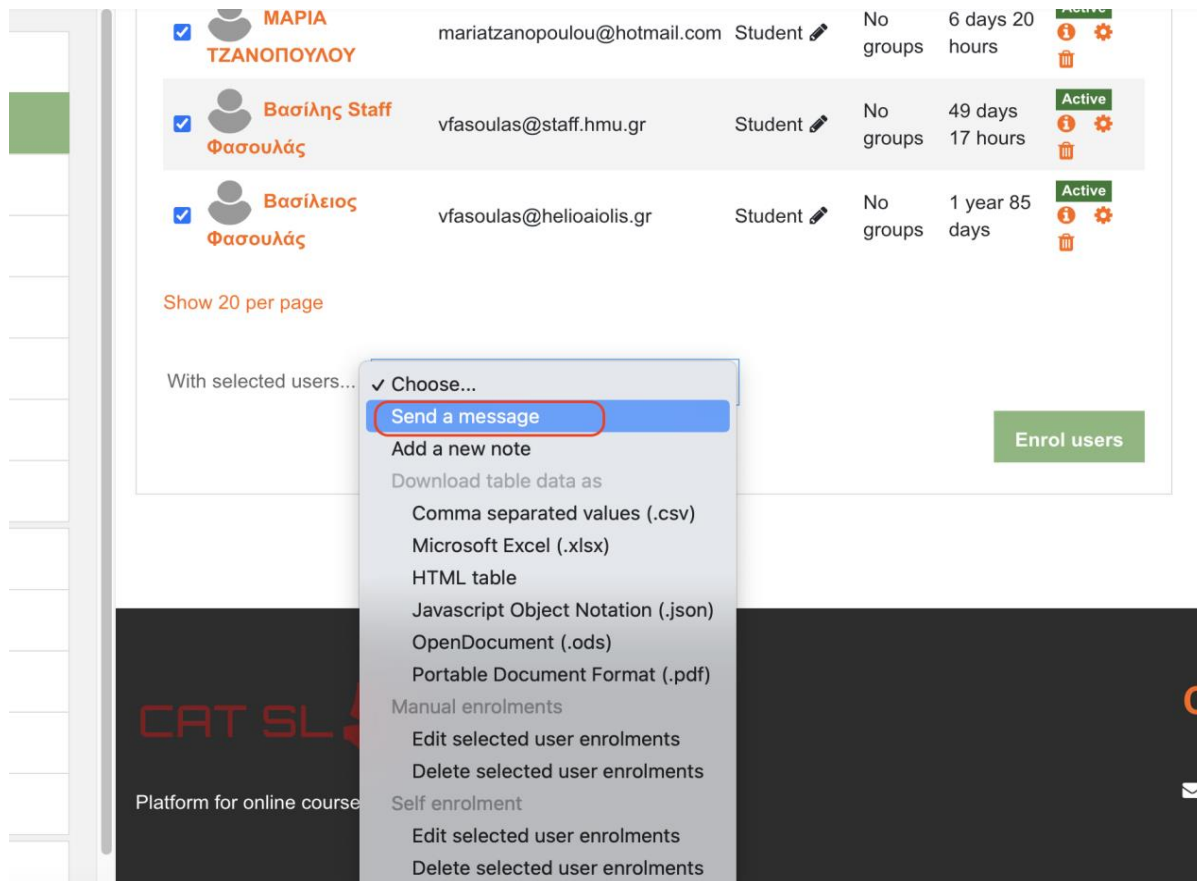 ΜΑΡΙΑ
ΤΖΑΝΟΠΟΥΛΟΥ
mariatzanopoulou@hotmail.com
Student
No
groups
6 days 20
hours
Active
Βασίλης Staff
Φασουλάς
vfasoulas@staff.hmu.gr
Student
No
groups
49 days
17 hours
Active
Βασίλειος
Φασουλάς
vfasoulas@helioaiolis.gr
Student
No
groups
1 year 85
days
Active
Show 20 per page
With selected users...
✓ Choose...
Send a message
Add a new note
Enrol users
Download table data as
Comma separated values (.csv)
Microsoft Excel (.xlsx)
HTML table
Javascript Object Notation (.json)
OpenDocument (.ods)
Portable Document Format (.pdf)
Manual enrolments
Edit selected user enrolments
Delete selected user enrolments
Self enrolment
Edit selected user enrolments
Delete selected user enrolments
CAT SL
Platform for online course